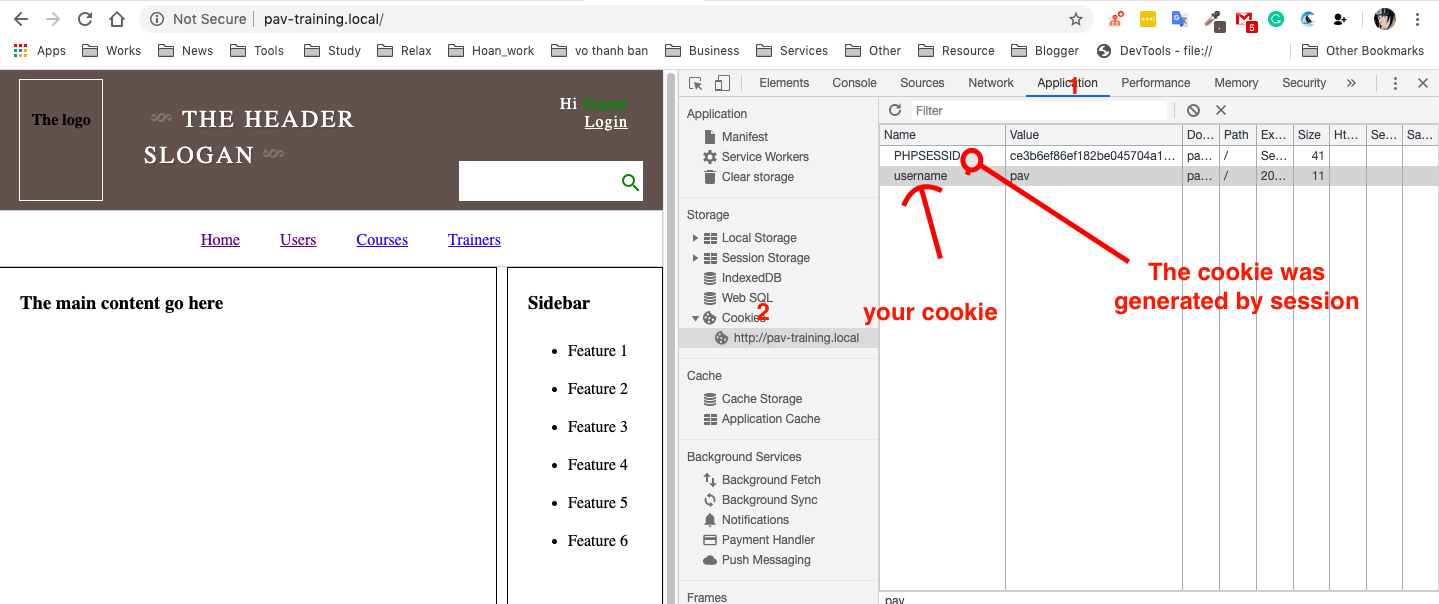 Not Secure | pav-training.local/
5
Apps Works News Tools Study Relax Hoan_work vo thanh ban Business Services Other Resource Blogger DevTools - file:// Other Bookmarks
The logo
THE HEADER
SLOGAN
Hi Guest
Login
Home Users Courses Trainers
The main content go here
Sidebar
Feature 1
Feature 2
Feature 3
Feature 4
Feature 5
Feature 6
Elements Console Sources Network Application Performance Memory Security »
1
Application
Manifest
Service Workers
Clear storage
Storage
Local Storage
Session Storage
IndexedDB
Web SQL
2
Cookies
http://pav-training.local
Cache
Cache Storage
Application Cache
Background Services
Background Fetch
Background Sync
Notifications
Payment Handler
Push Messaging
Frames
Filter
Name Value Do... Path Ex... Size Ht... Se... Sa...
PHPSESSID ce3b6ef86ef182be045704a1... pa... / Se... 41
username pav pa... / 20... 11
your cookie
The cookie was
generated by session
pav